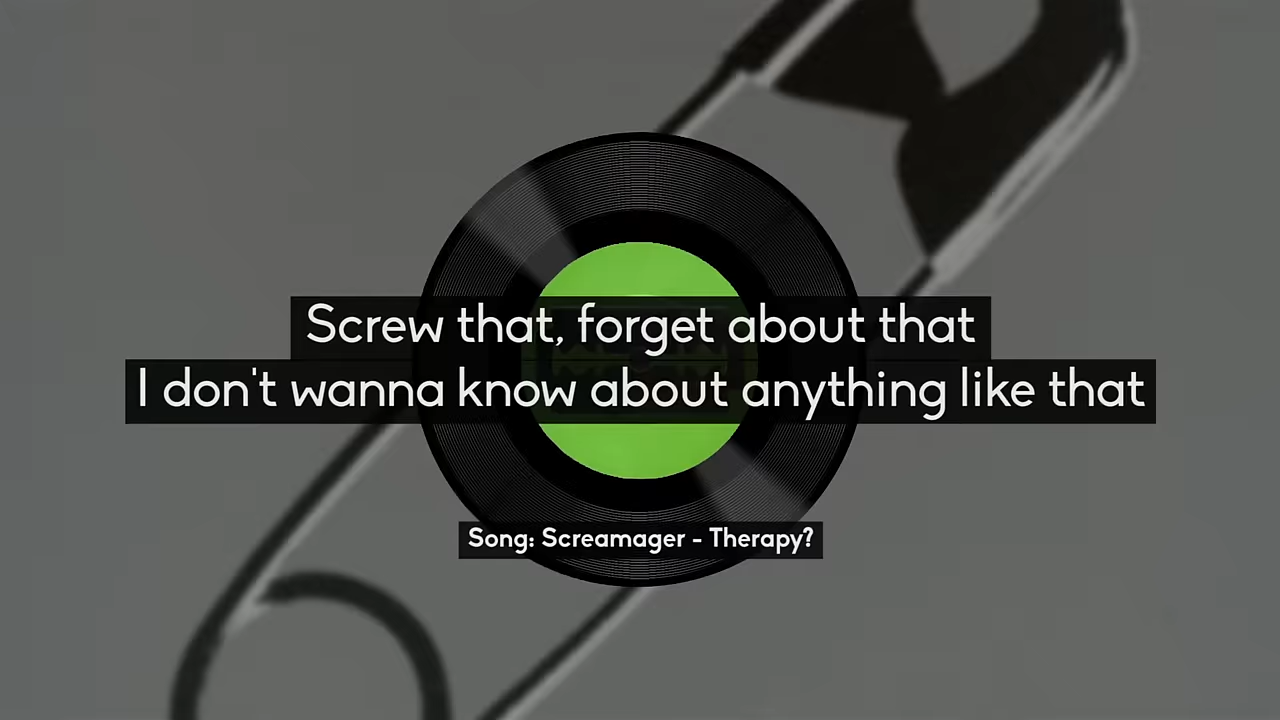 Screw that, forget about that
I don't wanna know about anything like that
Song: Screamager - Therapy?